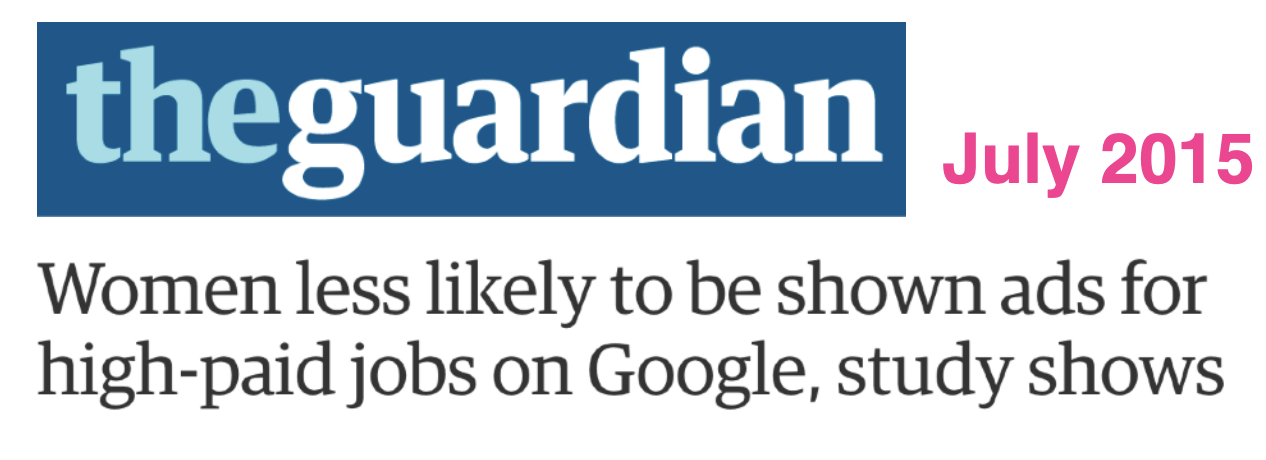 theguardian
July 2015
Women less likely to be shown ads for
high-paid jobs on Google, study shows